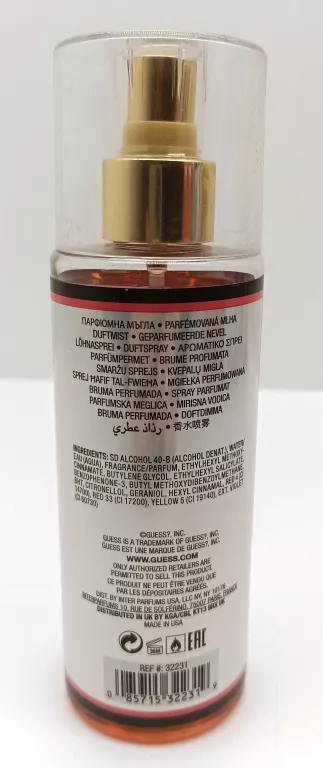 ПАРФЮМНА МЪГЛА • PARFÉMOVANÁ MLHA
DUFTMIST • GEPARFUMEERDE NEVEL
LÕHNASPREI • DUFTSPRAY • ΑΡΩΜΑΤΙΚΟ ΣΠΡΕΪ
PARFÜMPERMET • BRUME PROFUMATA
SMARŽU SPREJS • KVEPALŲ MIGLA
SPREJ HAFIF TAL-FWIEĦA • MGIEŁKA PERFUMOWANA
BRUMA PERFUMADA • SPRAY PARFUMAT
PARFUMSKA MEGLICA • MIRISNA VODICA
BRUMA PERFUMADA • DOFTDIMMA
رذاذ عطري • 香水喷雾
INGREDIENTS: SD ALCOHOL 40-B (ALCOHOL DENAT), WATER/
EAU (AQUA), FRAGRANCE/PARFUM, ETHYLHEXYL METHOXY-
CINNAMATE, BUTYLENE GLYCOL, ETHYLHEXYL SALICYLATE,
BENZOPHENONE-3, BUTYL METHOXYDIBENZOYLMETHANE,
BHT, CITRONELLOL, GERANIOL, HEXYL CINNAMAL, RED 4 (CI
14700), RED 33 (CI 17200), YELLOW 5 (CI 19140), EXT. VIOLET
(CI 60730)
©GUESS?, INC.
GUESS IS A TRADEMARK OF GUESS?, INC.
GUESS EST UNE MARQUE DE GUESS?, INC.
WWW.GUESS.COM
ONLY AUTHORIZED RETAILERS ARE
PERMITTED TO SELL THIS PRODUCT.
CE PRODUIT NE PEUT ÊTRE VENDU QUE
PAR LES DÉPOSITAIRES AGRÉÉS.
DIST. BY INTER PARFUMS USA, LLC NY, NY 10176
INTERPARFUMS 10, RUE DE SOLFÉRINO, 75007 PARIS, FRANCE
DISTRIBUTED IN UK BY KGA/CBL KT13 0RX UK
MADE IN USA
36M
EAC
REF #: 32231
0 85715 32231 9